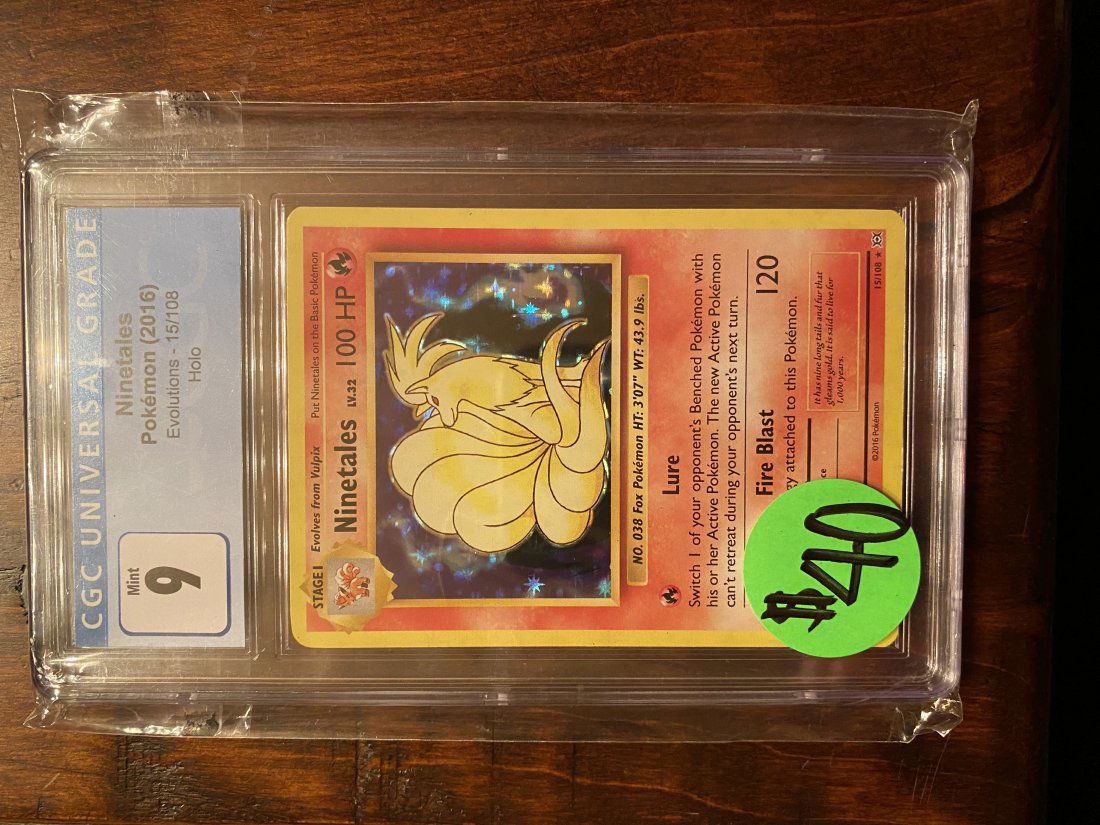 CGC UNIVERSAL GRADE
Ninetales
Pokémon (2016)
Evolutions - 15/108
Holo
Mint
9
STAGE 1 Evolves from Vulpix Put Ninetales on the Basic Pokémon
Ninetales LV.32 100 HP
NO. 038 Fox Pokémon HT: 3'07" WT: 43.9 lbs.
Lure
Switch 1 of your opponent's Benched Pokémon with
his or her Active Pokémon. The new Active Pokémon
can't retreat during your opponent's next turn.
Fire Blast 120
attached to this Pokémon.
It has nine long tails and fur that
gleams gold. It is said to live for
1,000 years.
©2016 Pokémon 15/108 ★
$40